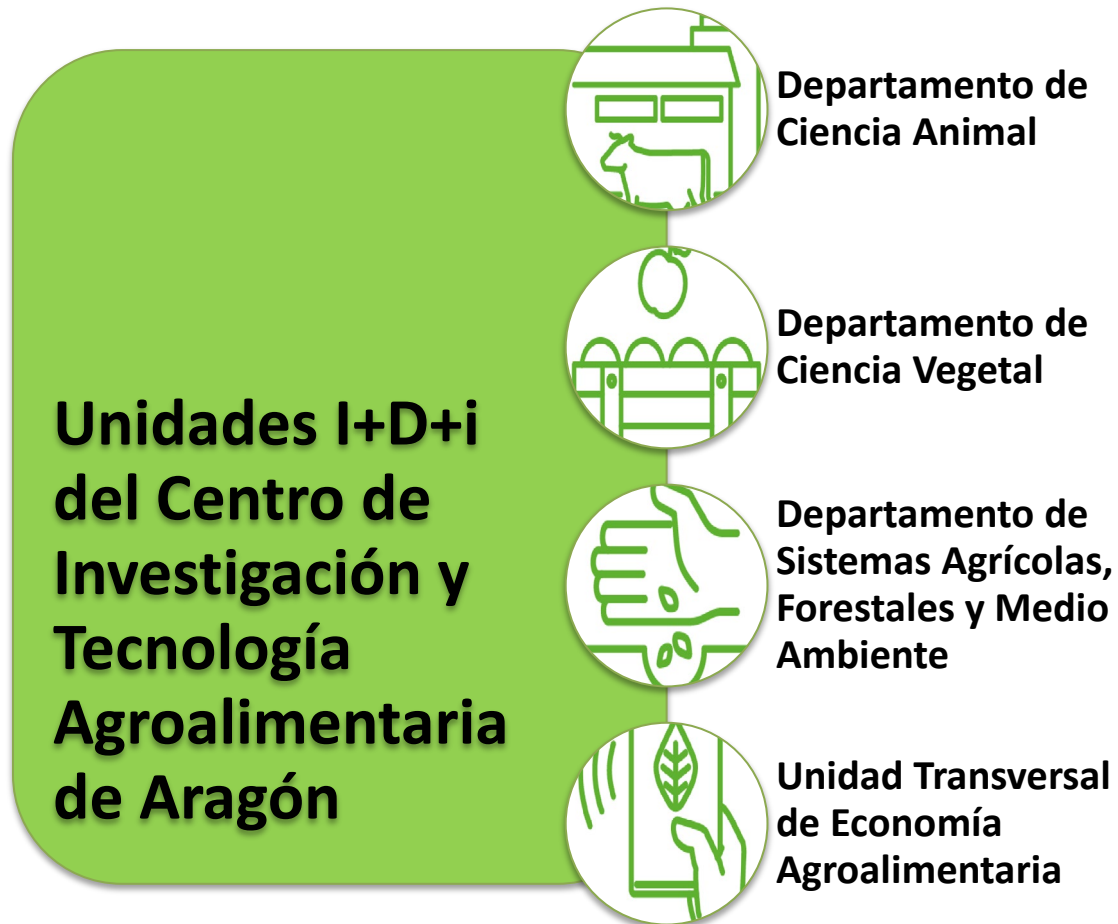 Unidades I+D+i
del Centro de
Investigación y
Tecnología
Agroalimentaria
de Aragón
Departamento de
Ciencia Animal
Departamento de
Ciencia Vegetal
Departamento de
Sistemas Agrícolas,
Forestales y Medio
Ambiente
Unidad Transversal
de Economía
Agroalimentaria